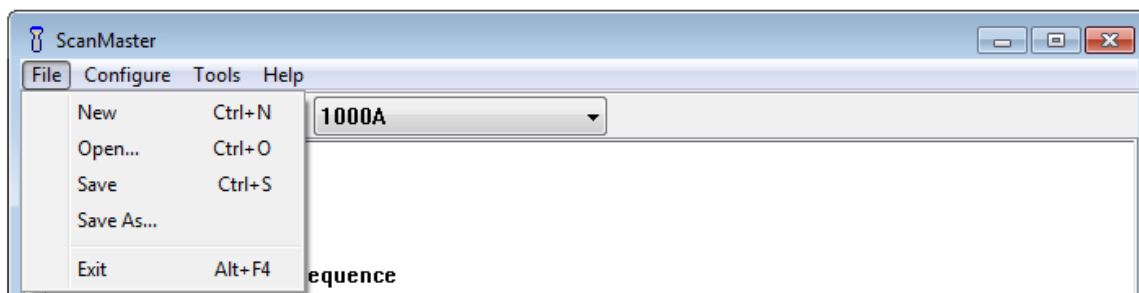 ScanMaster
File Configure Tools Help
New Ctrl+N
1000A
Open... Ctrl+O
Save Ctrl+S
Save As...
Exit Alt+F4
equence